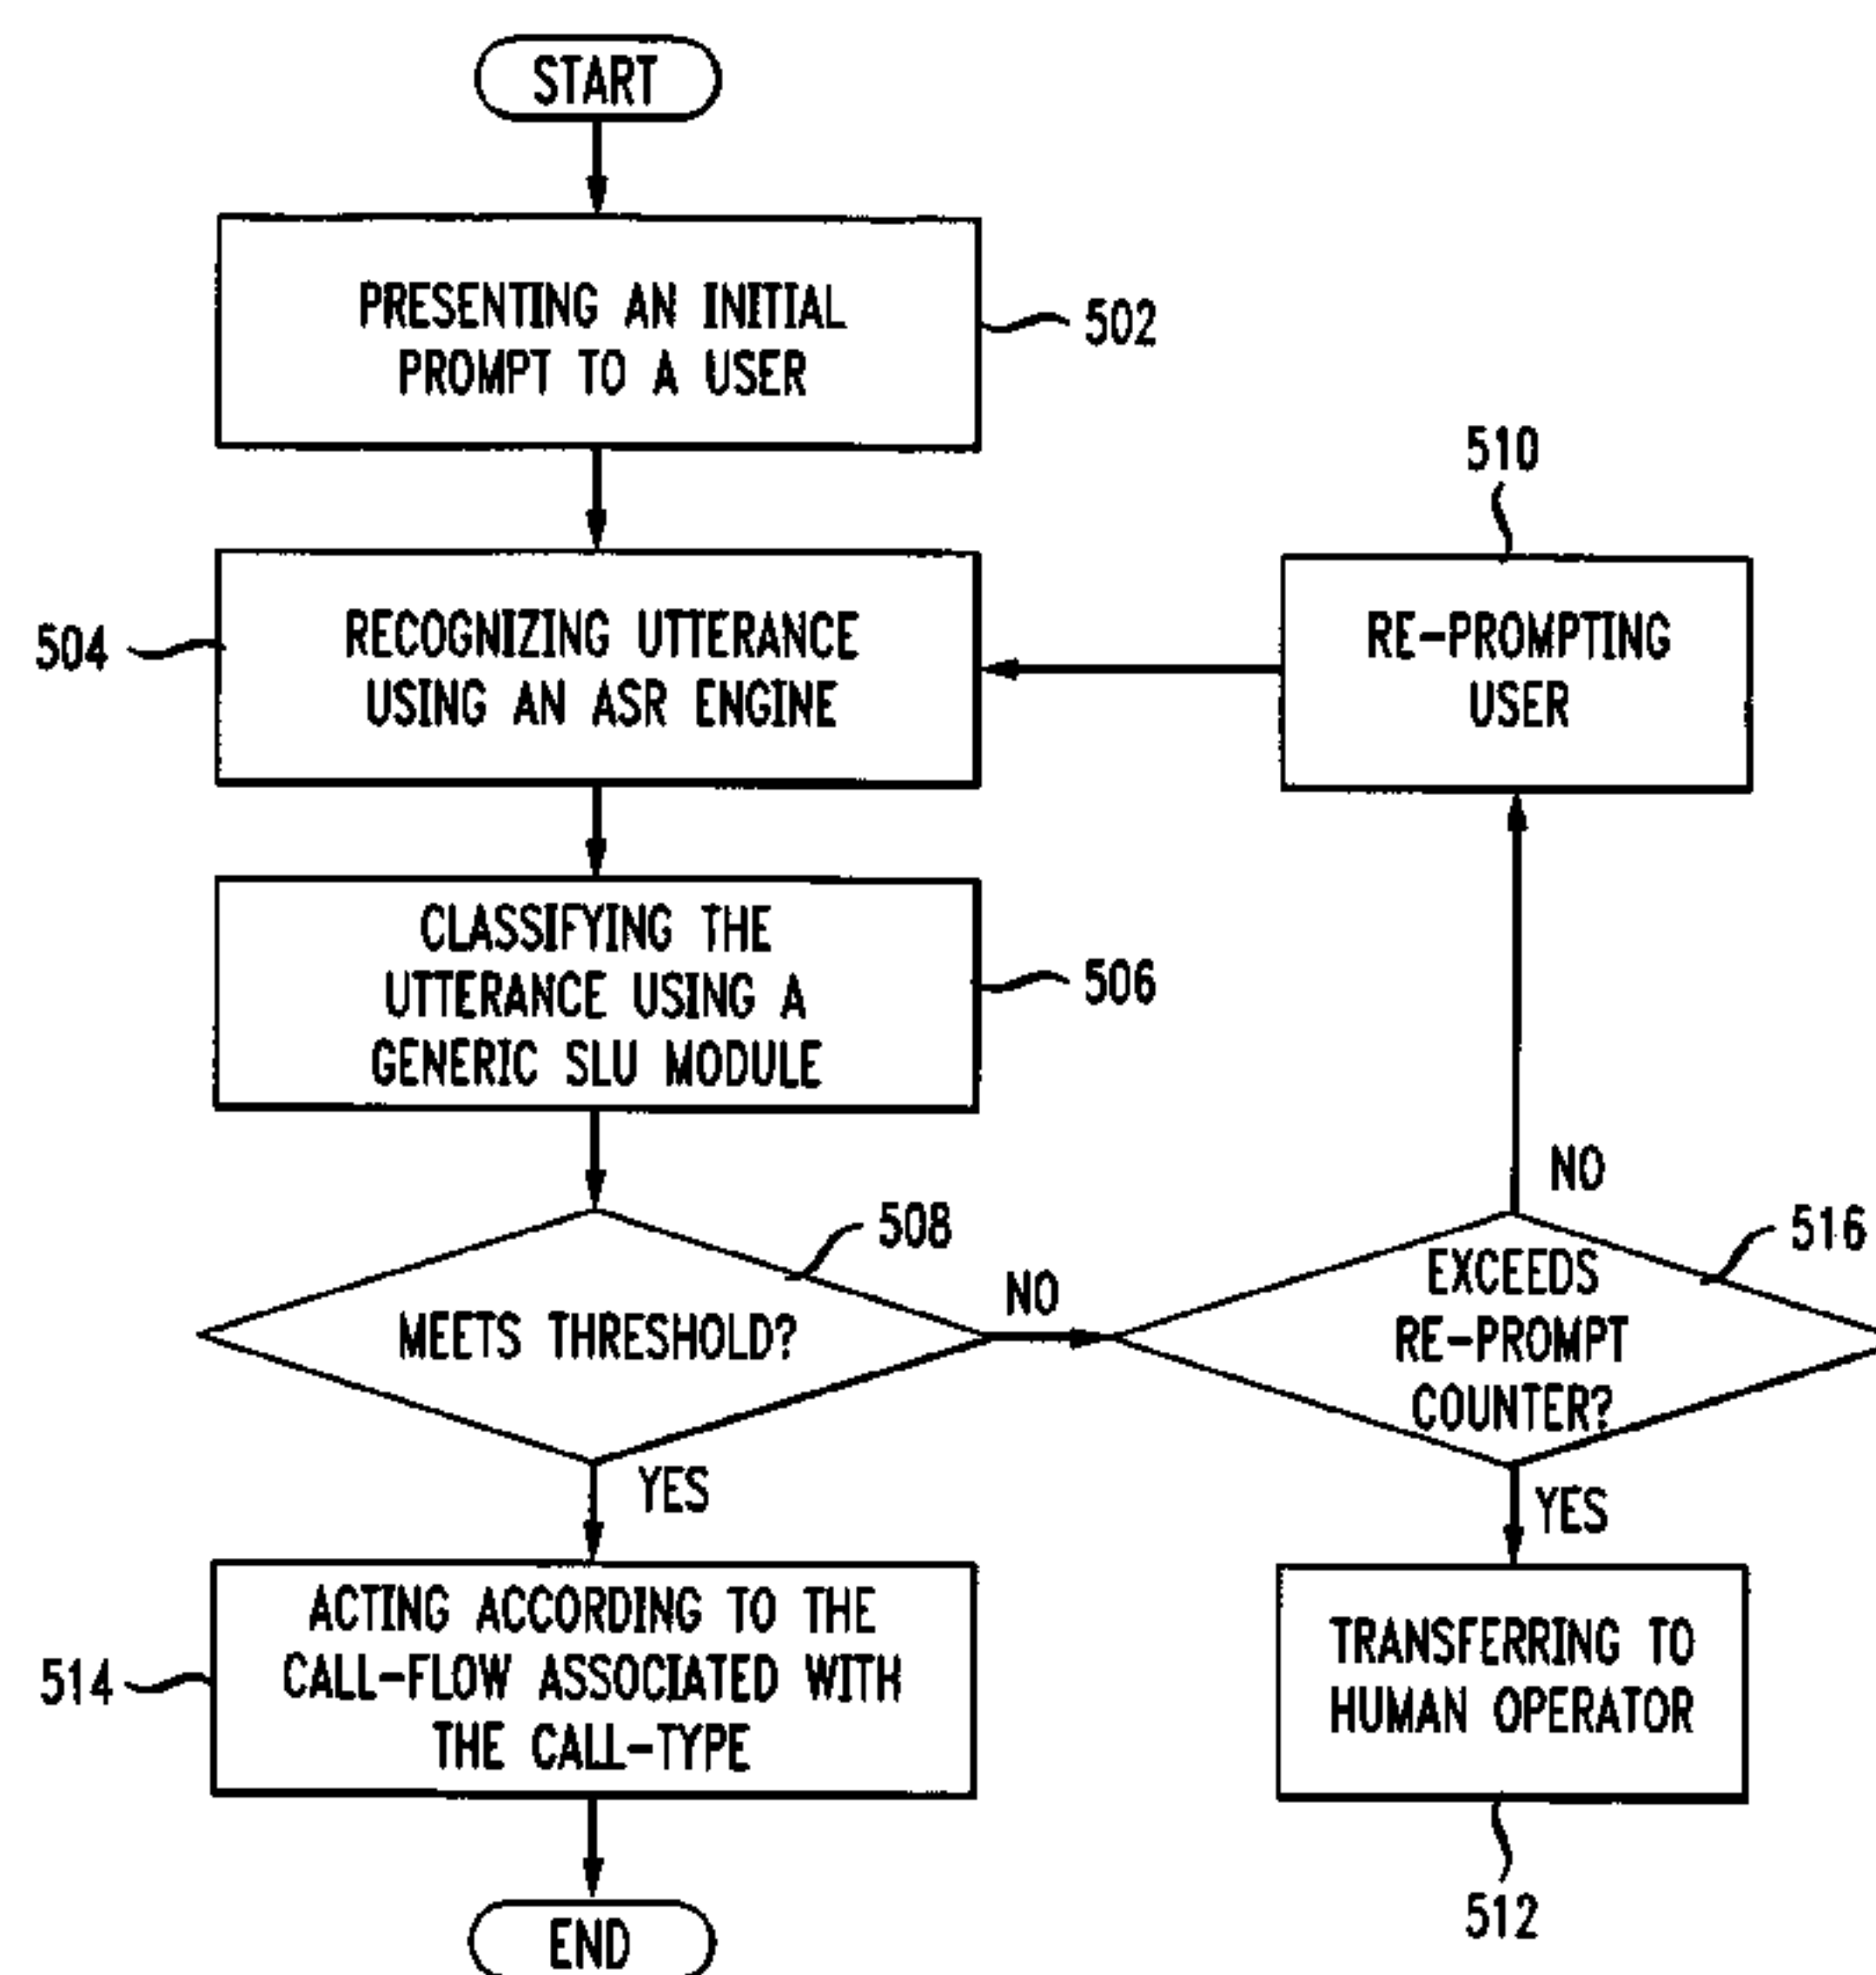 START
PRESENTING AN INITIAL
PROMPT TO A USER
502
504
RECOGNIZING UTTERANCE
USING AN ASR ENGINE
510
RE-PROMPTING
USER
CLASSIFYING THE
UTTERANCE USING A
GENERIC SLU MODULE
506
508
MEETS THRESHOLD?
NO
YES
516
NO
EXCEEDS
RE-PROMPT
COUNTER?
YES
514
ACTING ACCORDING TO THE
CALL-FLOW ASSOCIATED WITH
THE CALL-TYPE
TRANSFERRING TO
HUMAN OPERATOR
512
END